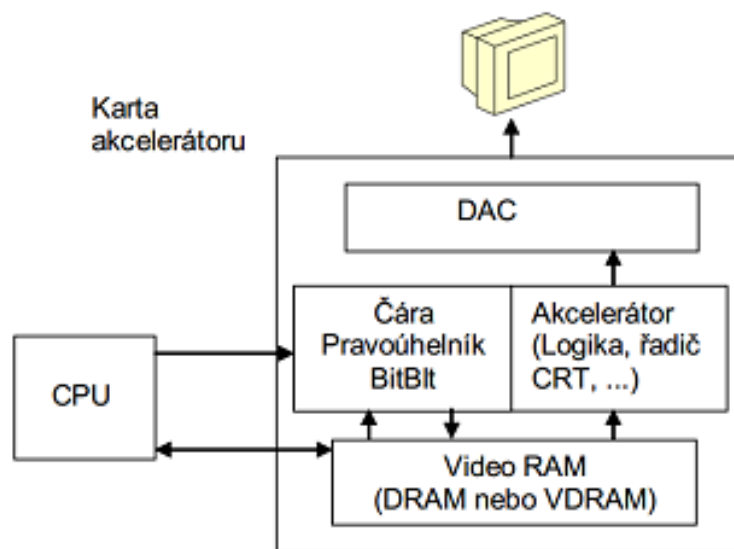 Karta
akcelerátoru
DAC
Čára
Pravoúhelník
BitBlt
Akcelerátor
(Logika, řadič
CRT, ...)
CPU
Video RAM
(DRAM nebo VDRAM)